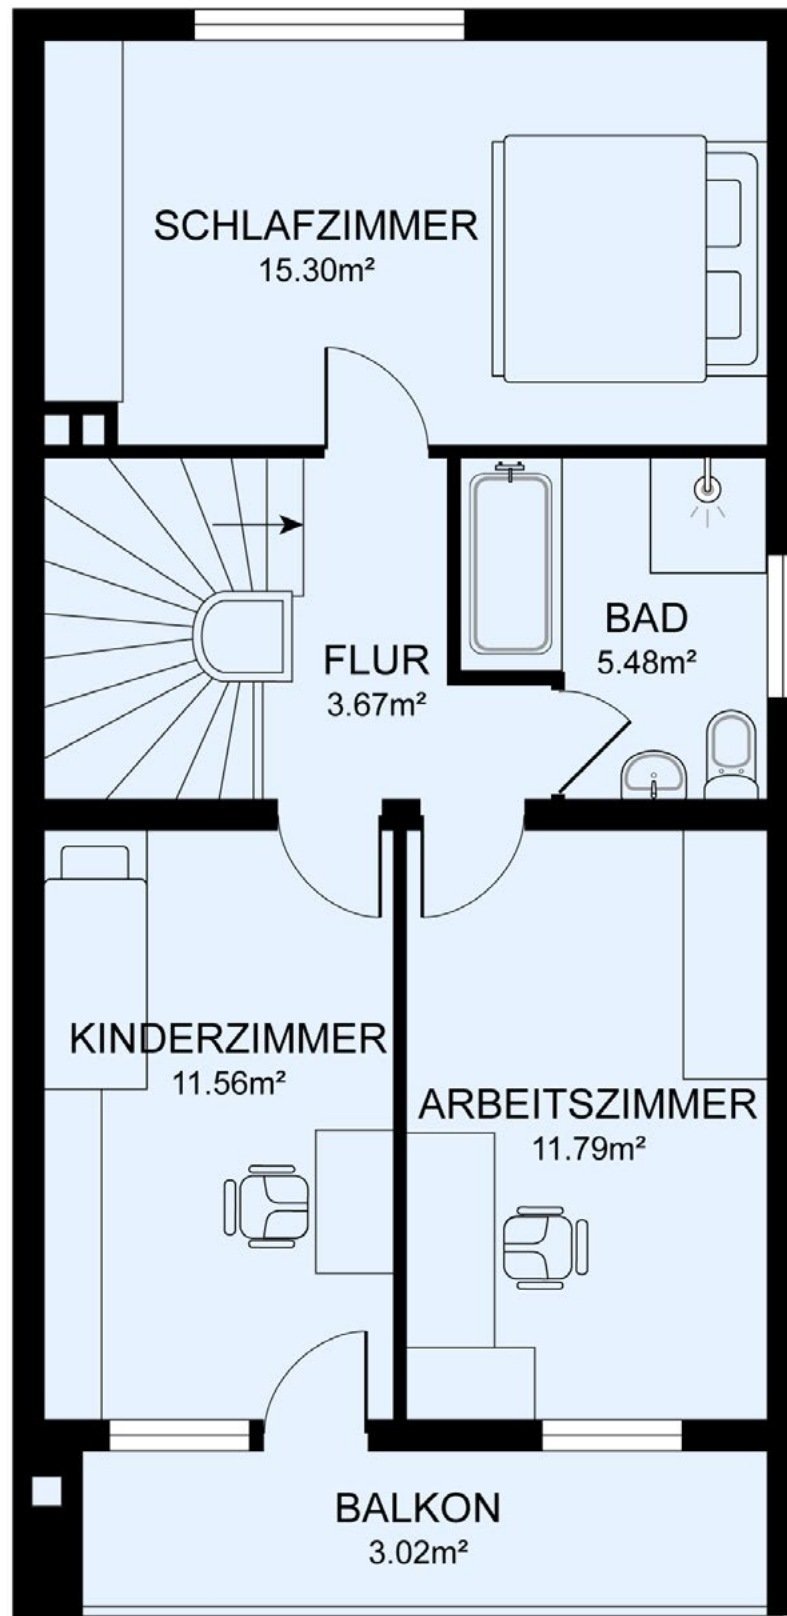 SCHLAFZIMMER
15.30m²
BAD
5.48m²
FLUR
3.67m²
KINDERZIMMER
11.56m²
ARBEITSZIMMER
11.79m²
BALKON
3.02m²